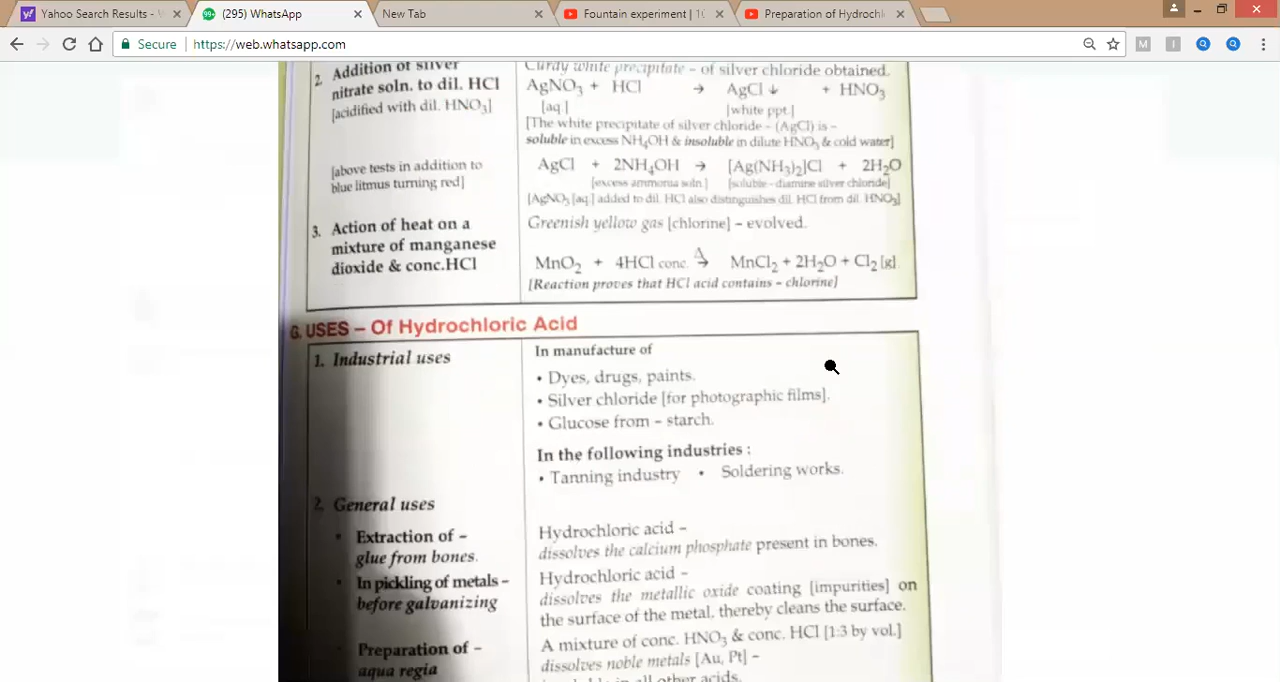 Yahoo Search Results -
(295) WhatsApp
New Tab
Fountain experiment | 10
Preparation of Hydrochl
Secure https://web.whatsapp.com
2. Addition of silver
nitrate soln. to dil. HCl
[acidified with dil. HNO₃]
Curdy white precipitate – of silver chloride obtained.
AgNO₃ + HCl → AgCl ↓ + HNO₃
[aq.] [white ppt.]
[The white precipitate of silver chloride – (AgCl) is –
soluble in excess NH₄OH & insoluble in dilute HNO₃ & cold water]
[above tests in addition to
blue litmus turning red]
AgCl + 2NH₄OH → [Ag(NH₃)₂]Cl + 2H₂O
[excess ammonia soln.] [soluble – diamine silver chloride]
[AgNO₃ [aq.] added to dil. HCl also distinguishes dil. HCl from dil. HNO₃]
3. Action of heat on a
mixture of manganese
dioxide & conc.HCl
Greenish yellow gas [chlorine] – evolved.
MnO₂ + 4HCl conc. Δ→ MnCl₂ + 2H₂O + Cl₂ [g].
[Reaction proves that HCl acid contains – chlorine]
G. USES – Of Hydrochloric Acid
1. Industrial uses
In manufacture of
• Dyes, drugs, paints.
• Silver chloride [for photographic films].
• Glucose from – starch.
In the following industries :
• Tanning industry • Soldering works.
2. General uses
• Extraction of –
glue from bones.
Hydrochloric acid –
dissolves the calcium phosphate present in bones.
• In pickling of metals –
before galvanizing
Hydrochloric acid –
dissolves the metallic oxide coating [impurities] on
the surface of the metal, thereby cleans the surface.
• Preparation of –
aqua regia
A mixture of conc. HNO₃ & conc. HCl [1:3 by vol.]
dissolves noble metals [Au, Pt] –
in all other acids.